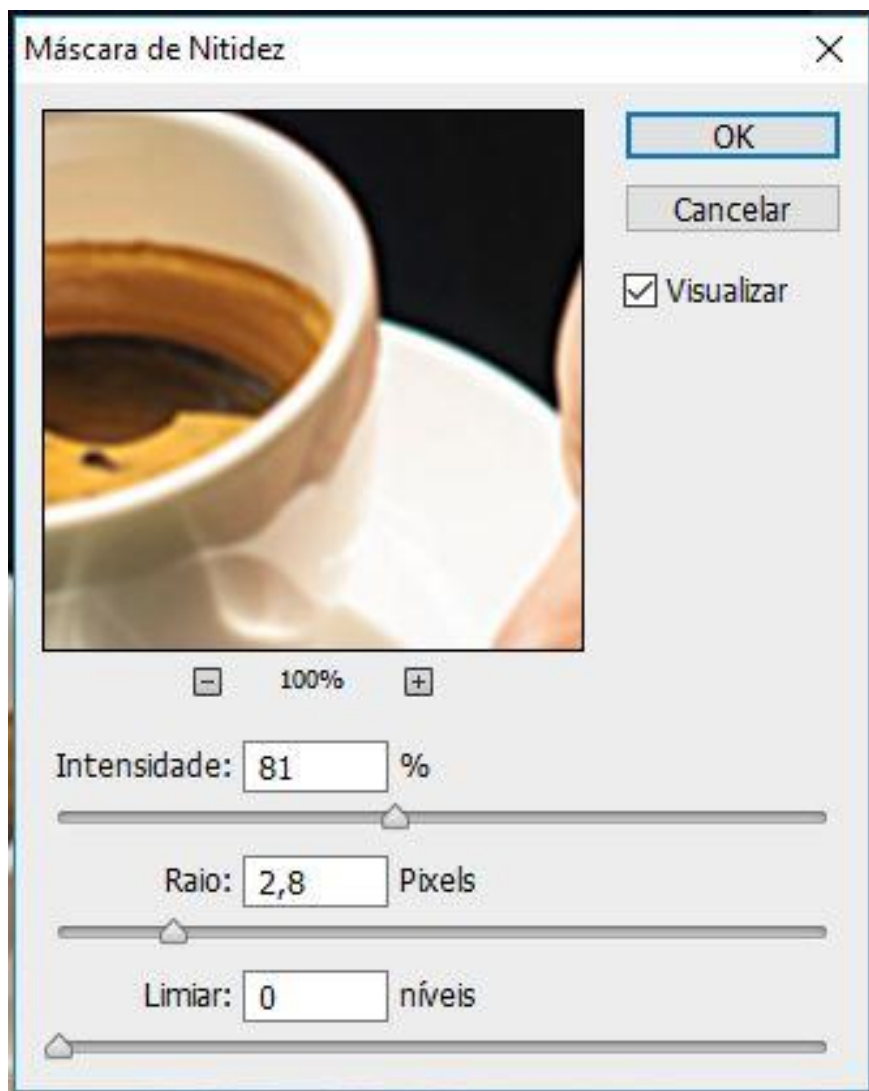 Máscara de Nitidez
OK
Cancelar
Visualizar
100%
Intensidade: 81 %
Raio: 2,8 Pixels
Limiar: 0 níveis